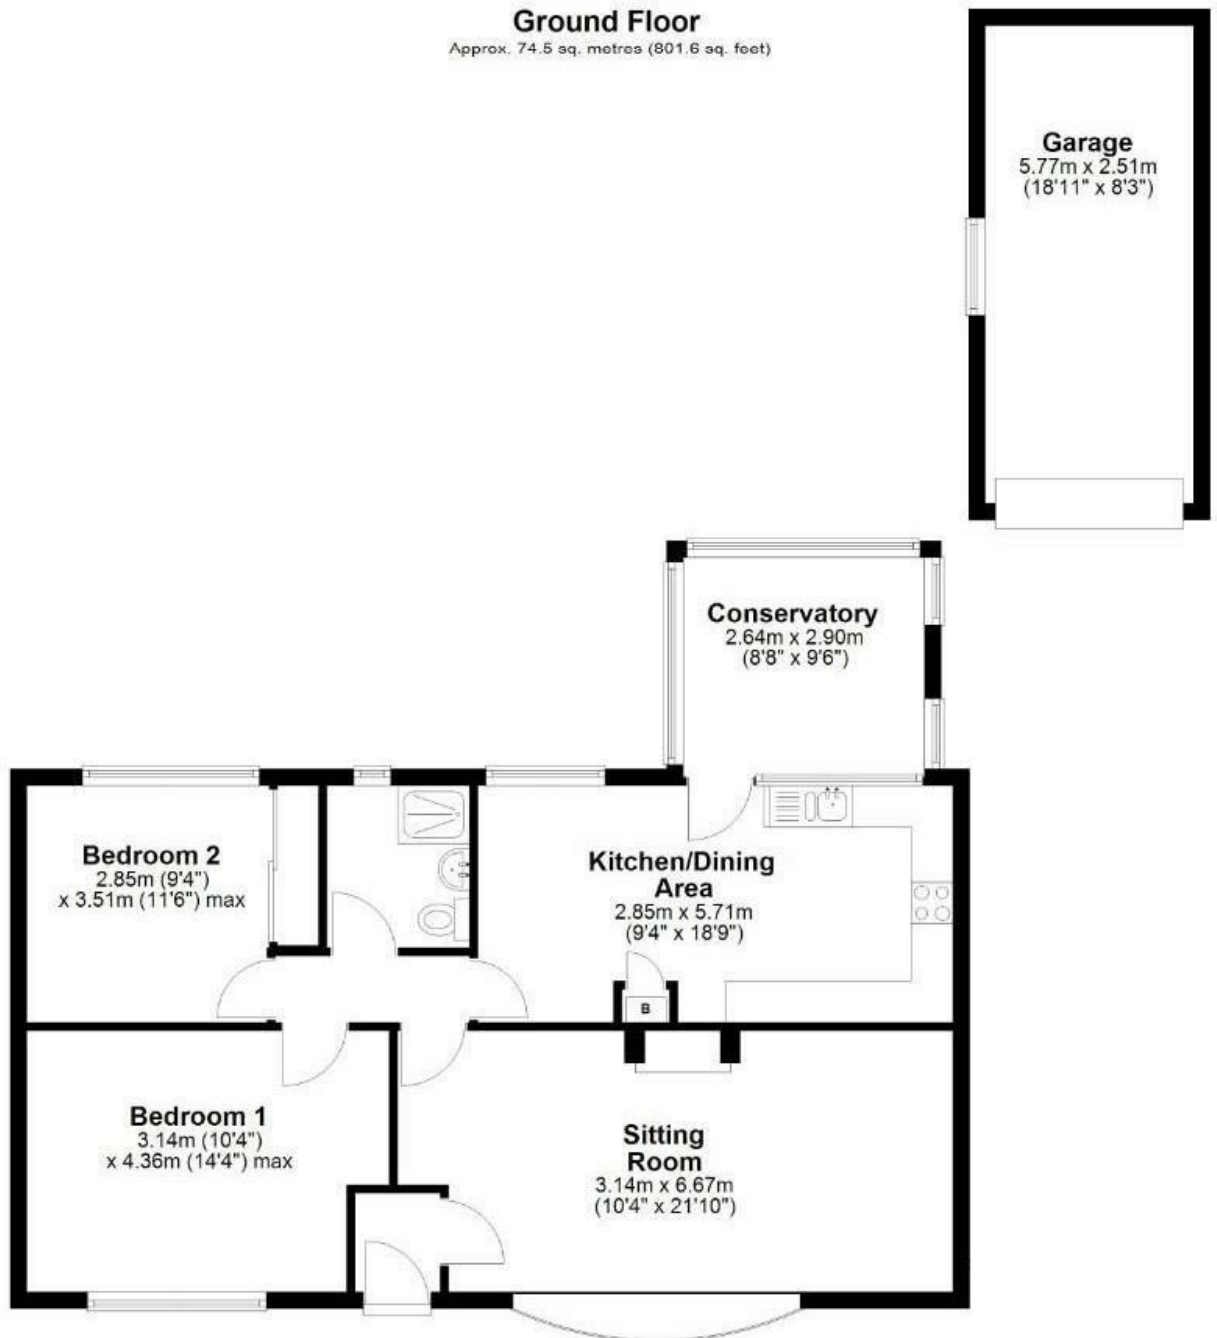 Ground Floor
Approx. 74.5 sq. metres (801.6 sq. feet)
Garage
5.77m x 2.51m
(18'11" x 8'3")
Conservatory
2.64m x 2.90m
(8'8" x 9'6")
Bedroom 2
2.85m (9'4")
x 3.51m (11'6") max
Kitchen/Dining
Area
2.85m x 5.71m
(9'4" x 18'9")
B
Bedroom 1
3.14m (10'4")
x 4.36m (14'4") max
Sitting
Room
3.14m x 6.67m
(10'4" x 21'10")